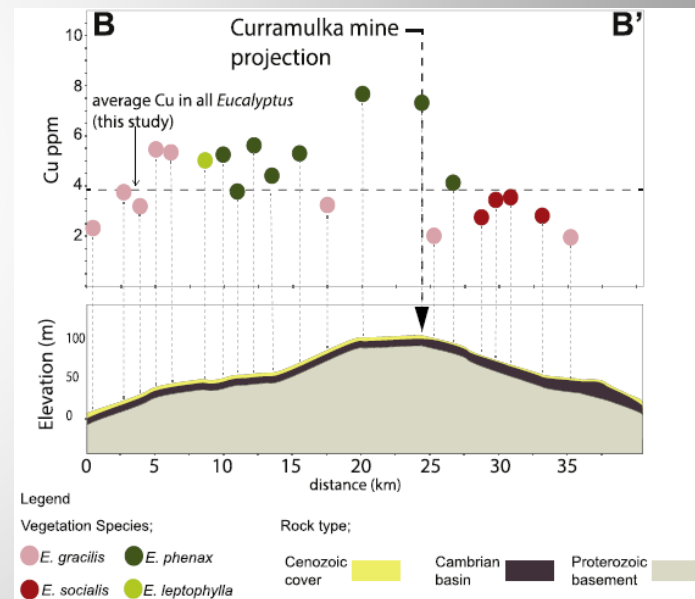 B
B'
Curramulka mine
projection
average Cu in all Eucalyptus
(this study)
Cu ppm
10
8
6
4
2
Elevation (m)
100
50
0
0
5
10
15
20
25
30
35
distance (km)
Legend
Vegetation Species;
Rock type;
E. gracilis
E. phenax
E. socialis
E. leptophylla
Cenozoic
cover
Cambrian
basin
Proterozoic
basement